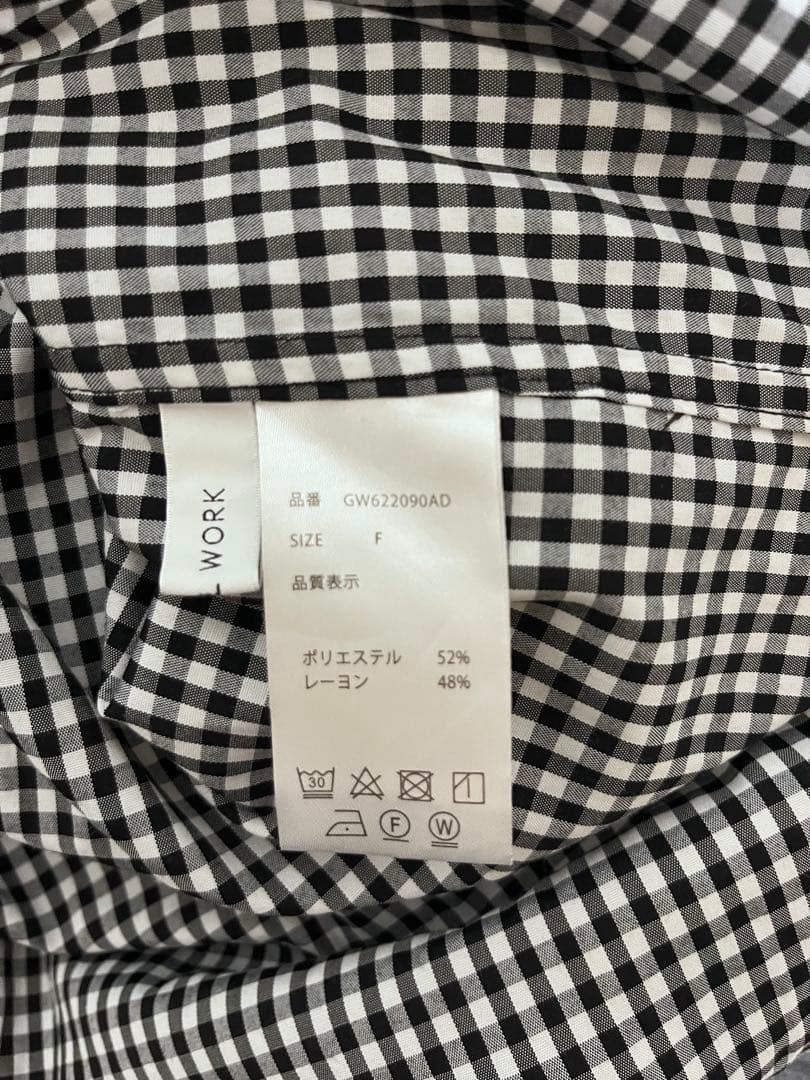 WORK
品番 GW622090AD
SIZE F
品質表示
ポリエステル 52%
レーヨン 48%
30
F W